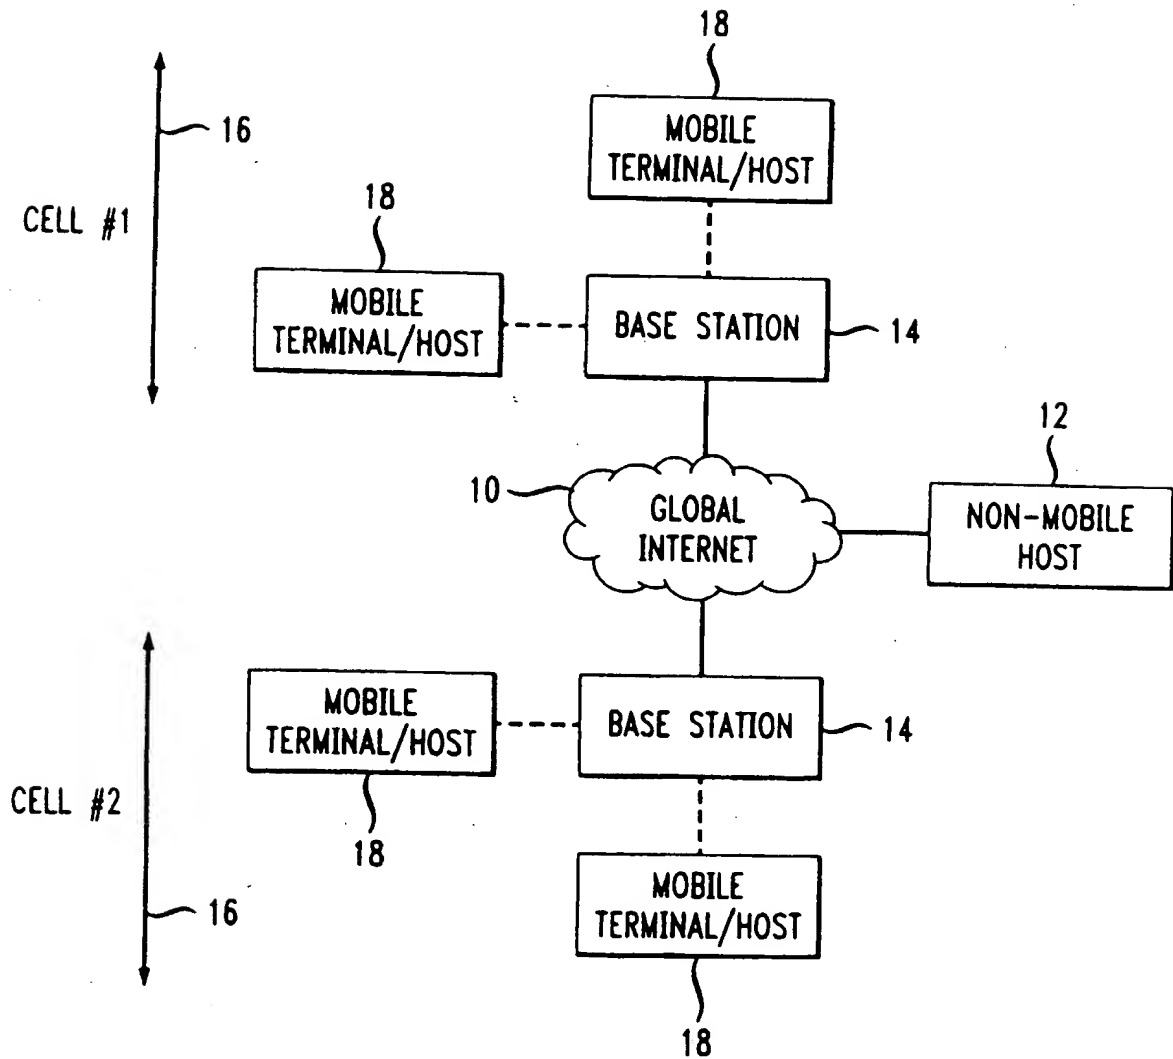 18
MOBILE
TERMINAL/HOST
16
CELL #1
18
MOBILE
TERMINAL/HOST
BASE STATION
14
12
10
GLOBAL
INTERNET
NON-MOBILE
HOST
MOBILE
TERMINAL/HOST
BASE STATION
14
CELL #2
18
16
MOBILE
TERMINAL/HOST
18